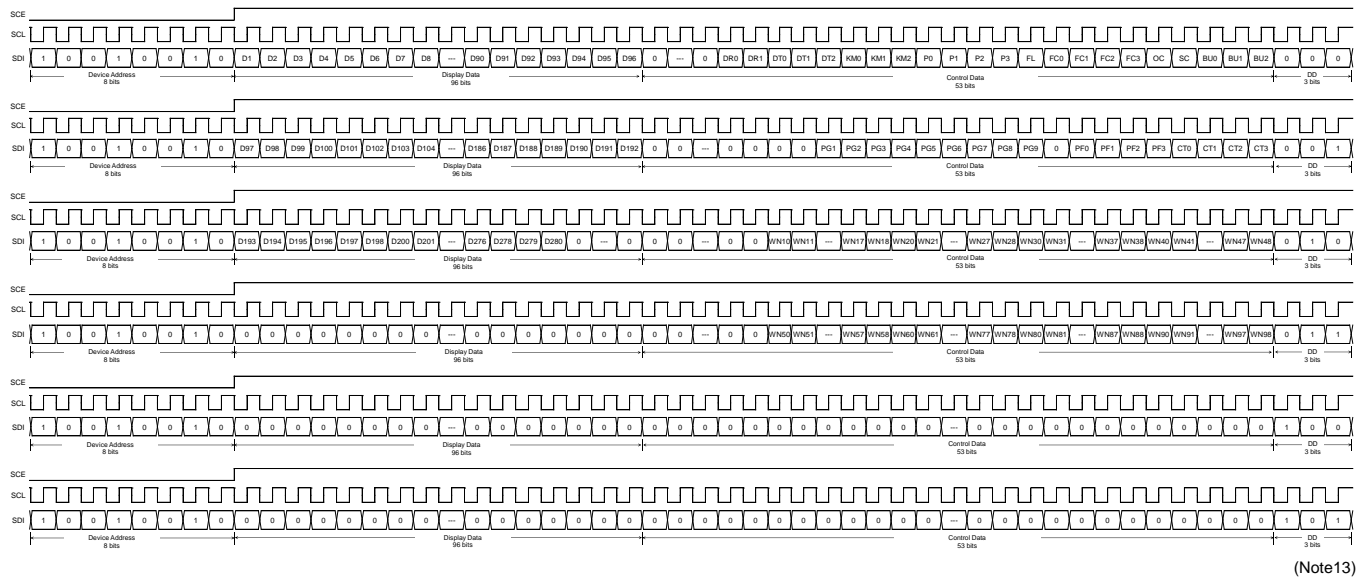 SCE
SCL
SDI 1 0 0 1 0 0 1 0 D1 D2 D3 D4 D5 D6 D7 D8 --- D90 D91 D92 D93 D94 D95 D96 0 --- 0 DR0 DR1 DT0 DT1 DT2 KM0 KM1 KM2 P0 P1 P2 P3 FL FC0 FC1 FC2 FC3 OC SC BU0 BU1 BU2 0 0 0
Device Address Display Data Control Data DD
8 bits 96 bits 53 bits 3 bits
SCE
SCL
SDI 1 0 0 1 0 0 1 0 D97 D98 D99 D100 D101 D102 D103 D104 --- D186 D187 D188 D189 D190 D191 D192 0 0 --- 0 0 0 0 PG1 PG2 PG3 PG4 PG5 PG6 PG7 PG8 PG9 0 PF0 PF1 PF2 PF3 CT0 CT1 CT2 CT3 0 0 1
Device Address Display Data Control Data DD
8 bits 96 bits 53 bits 3 bits
SCE
SCL
SDI 1 0 0 1 0 0 1 0 D193 D194 D195 D196 D197 D198 D200 D201 --- D276 D278 D279 D280 0 --- 0 0 0 --- 0 0 WN10 WN11 --- WN17 WN18 WN20 WN21 --- WN27 WN28 WN30 WN31 --- WN37 WN38 WN40 WN41 --- WN47 WN48 0 1 0
Device Address Display Data Control Data DD
8 bits 96 bits 53 bits 3 bits
SCE
SCL
SDI 1 0 0 1 0 0 1 0 0 0 0 0 0 0 0 0 --- 0 0 0 0 0 0 0 0 0 --- 0 0 WN50 WN51 --- WN57 WN58 WN60 WN61 --- WN77 WN78 WN80 WN81 --- WN87 WN88 WN90 WN91 --- WN97 WN98 0 1 1
Device Address Display Data Control Data DD
8 bits 96 bits 53 bits 3 bits
SCE
SCL
SDI 1 0 0 1 0 0 1 0 0 0 0 0 0 0 0 0 --- 0 0 0 0 0 0 0 0 0 0 0 0 0 0 0 0 0 0 0 --- 0 0 0 0 0 0 0 0 0 0 0 0 1 0 0
Device Address Display Data Control Data DD
8 bits 96 bits 53 bits 3 bits
SCE
SCL
SDI 1 0 0 1 0 0 1 0 0 0 0 0 0 0 0 0 --- 0 0 0 0 0 0 0 0 0 0 0 0 0 0 0 0 0 0 0 --- 0 0 0 0 0 0 0 0 0 0 0 0 1 0 1
Device Address Display Data Control Data DD
8 bits 96 bits 53 bits 3 bits
(Note13)